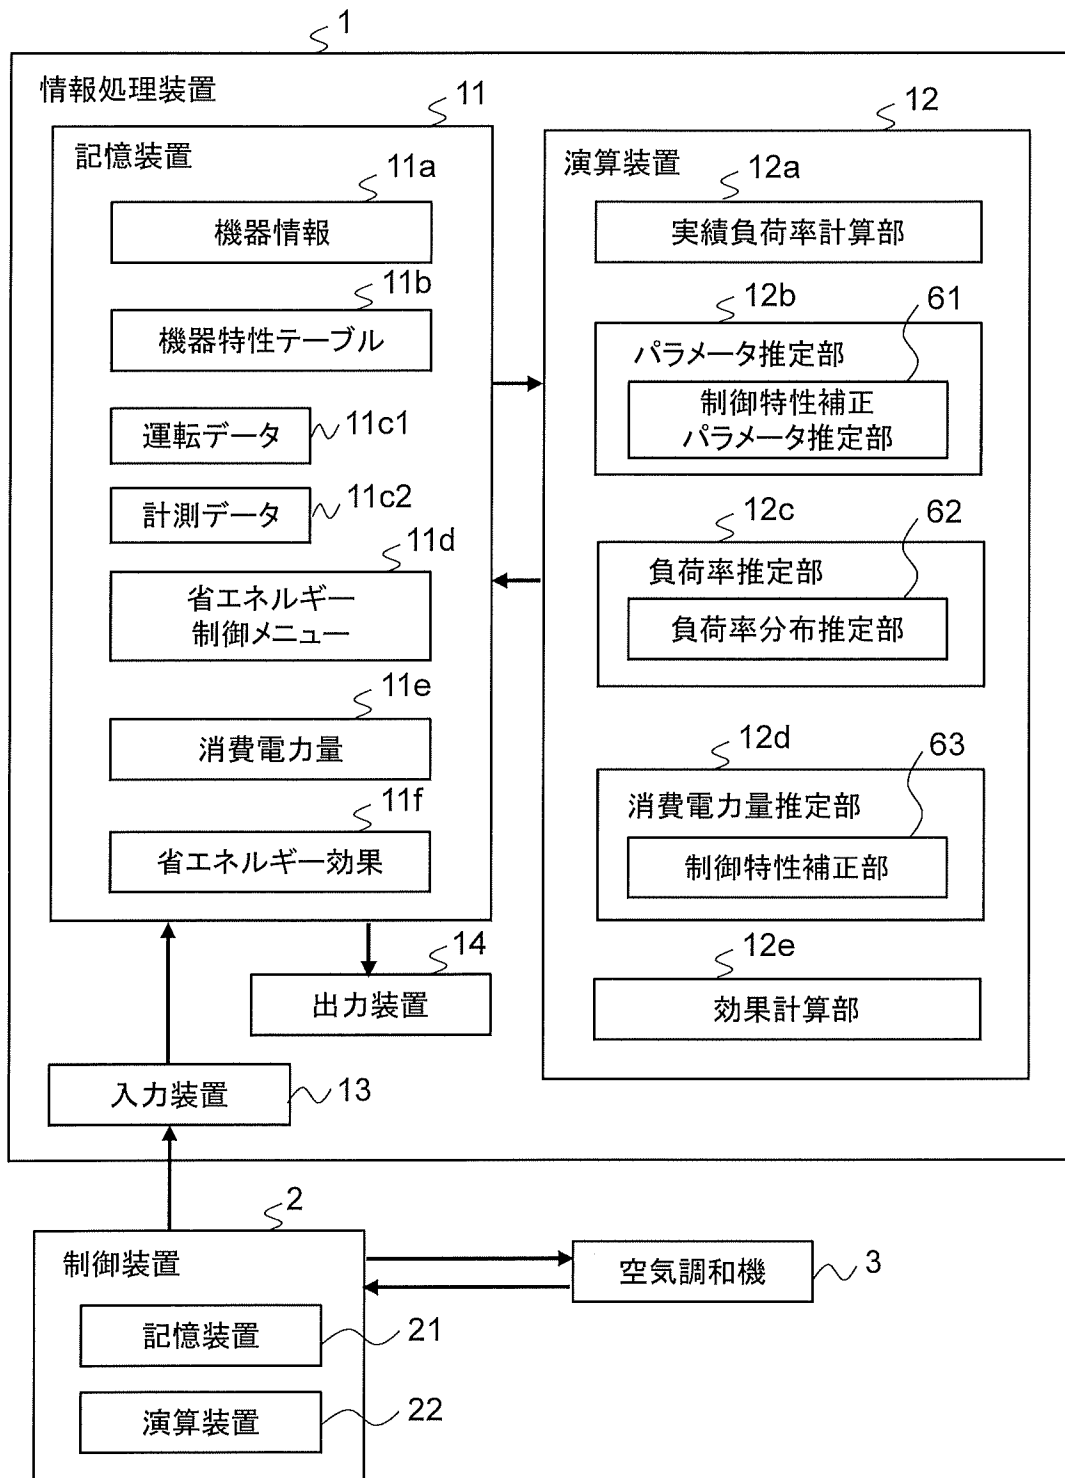 1
情報処理装置
11
記憶装置
11a
機器情報
11b
機器特性テーブル
運転データ
11c1
計測データ
11c2
11d
省エネルギー
制御メニュー
11e
消費電力量
11f
省エネルギー効果
12
演算装置
12a
実績負荷率計算部
12b
パラメータ推定部
61
制御特性補正
パラメータ推定部
12c
負荷率推定部
62
負荷率分布推定部
12d
消費電力量推定部
63
制御特性補正部
12e
効果計算部
14
出力装置
入力装置
13
2
制御装置
記憶装置
21
演算装置
22
空気調和機
3